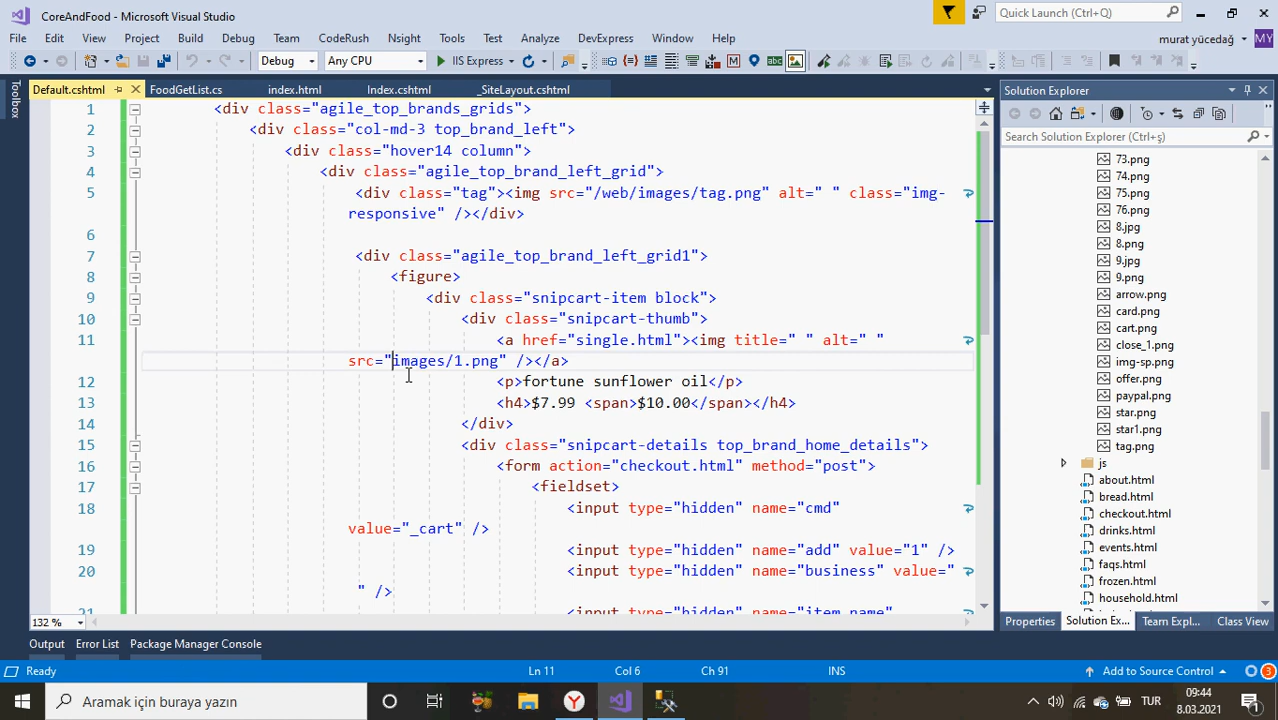 CoreAndFood - Microsoft Visual Studio
Quick Launch (Ctrl+Q)
File Edit View Project Build Debug Team CodeRush Nsight Tools Test Analyze DevExpress Window Help
murat yücedağ MY
Debug Any CPU IIS Express
Toolbox
Default.cshtml FoodGetList.cs index.html Index.cshtml _SiteLayout.cshtml
1 <div class="agile_top_brands_grids">
2 <div class="col-md-3 top_brand_left">
3 <div class="hover14 column">
4 <div class="agile_top_brand_left_grid">
5 <div class="tag"><img src="/web/images/tag.png" alt=" " class="img-
responsive" /></div>
6
7 <div class="agile_top_brand_left_grid1">
8 <figure>
9 <div class="snipcart-item block">
10 <div class="snipcart-thumb">
11 <a href="single.html"><img title=" " alt=" "
src="images/1.png" /></a>
12 <p>fortune sunflower oil</p>
13 <h4>$7.99 <span>$10.00</span></h4>
14 </div>
15 <div class="snipcart-details top_brand_home_details">
16 <form action="checkout.html" method="post">
17 <fieldset>
18 <input type="hidden" name="cmd"
value="_cart" />
19 <input type="hidden" name="add" value="1" />
20 <input type="hidden" name="business" value="
" />
21 <input type="hidden" name="item_name"
132 %
Solution Explorer
Search Solution Explorer (Ctrl+ş)
73.png
74.png
75.png
76.png
8.jpg
8.png
9.jpg
9.png
arrow.png
card.png
cart.png
close_1.png
img-sp.png
offer.png
paypal.png
star.png
star1.png
tag.png
js
about.html
bread.html
checkout.html
drinks.html
events.html
faqs.html
frozen.html
household.html
Properties Solution Ex... Team Expl... Class View
Output Error List Package Manager Console
Ready Ln 11 Col 6 Ch 91 INS Add to Source Control 3
Aramak için buraya yazın
TUR
09:44
8.03.2021
1